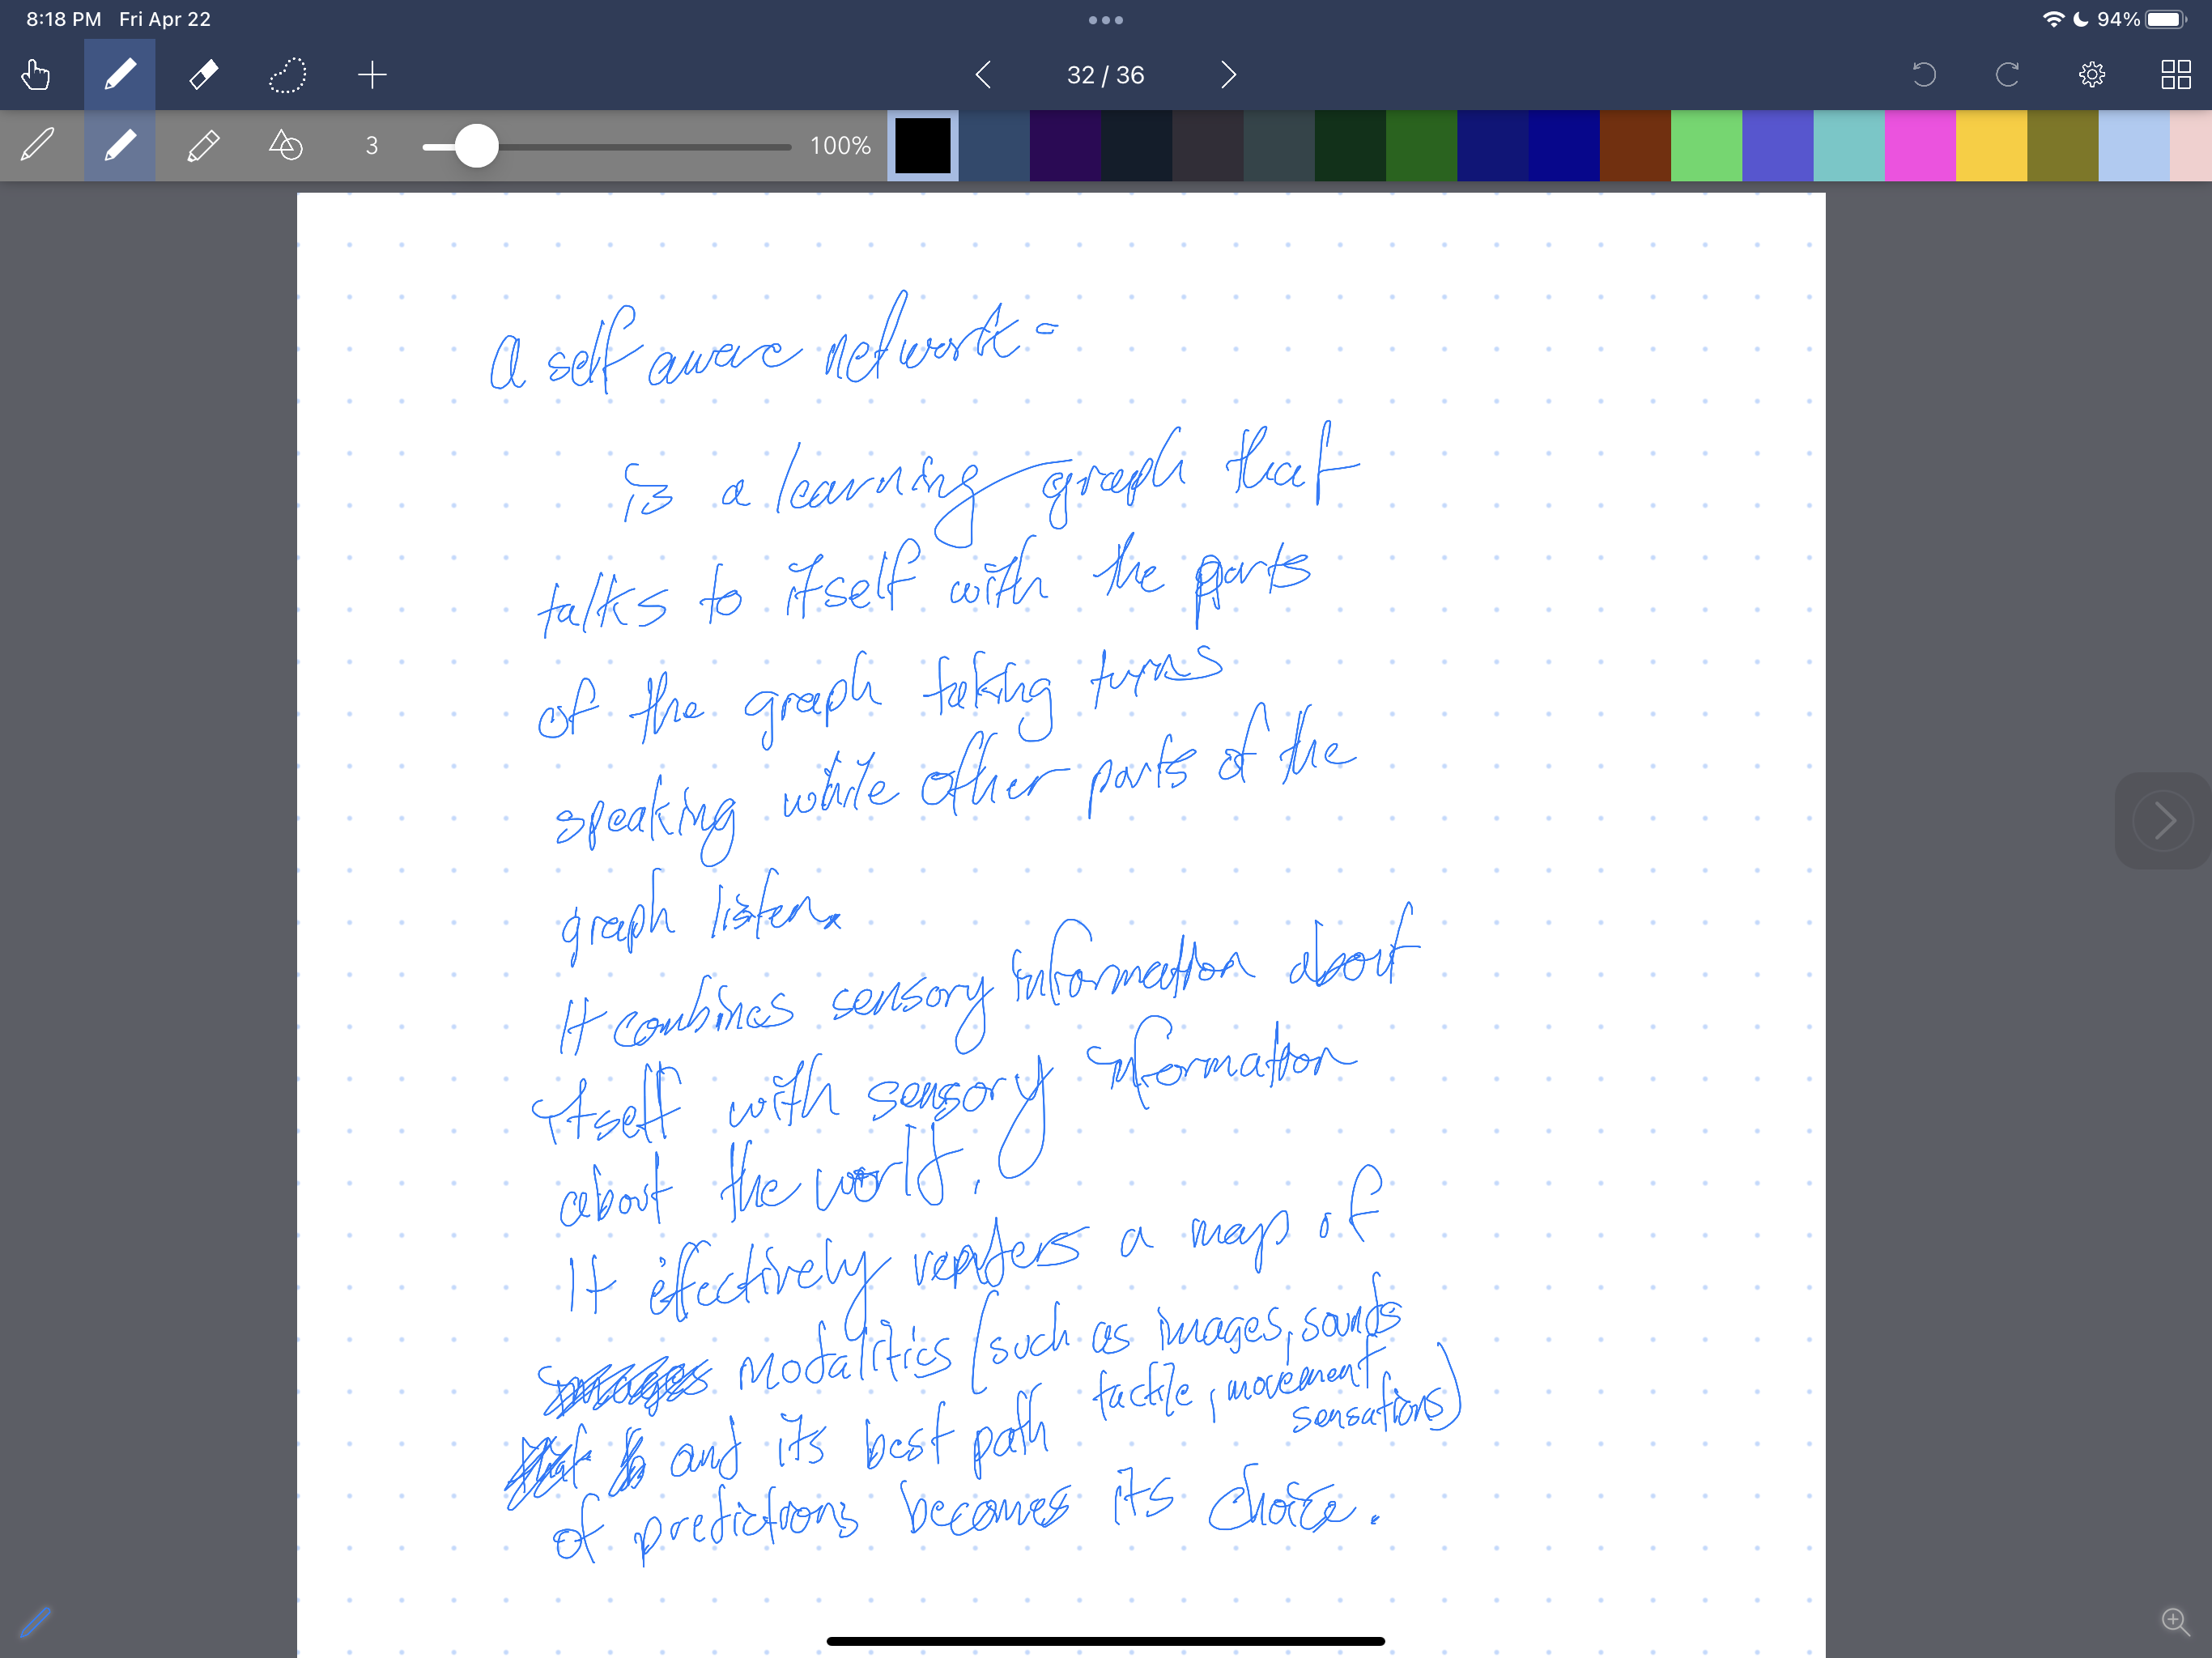 8:18 PM Fri Apr 22
94%
32 / 36
3
100%
A self aware network =
is a learning graph that
talks to itself with the parts
of the graph taking turns
speaking while other parts of the
graph listen.
It combines sensory information about
itself with sensory information
about the world.
It effectively renders a map of
modalities (such as images, sounds
tactile, movement
sensations)
and its best path
of predictions becomes its choice.